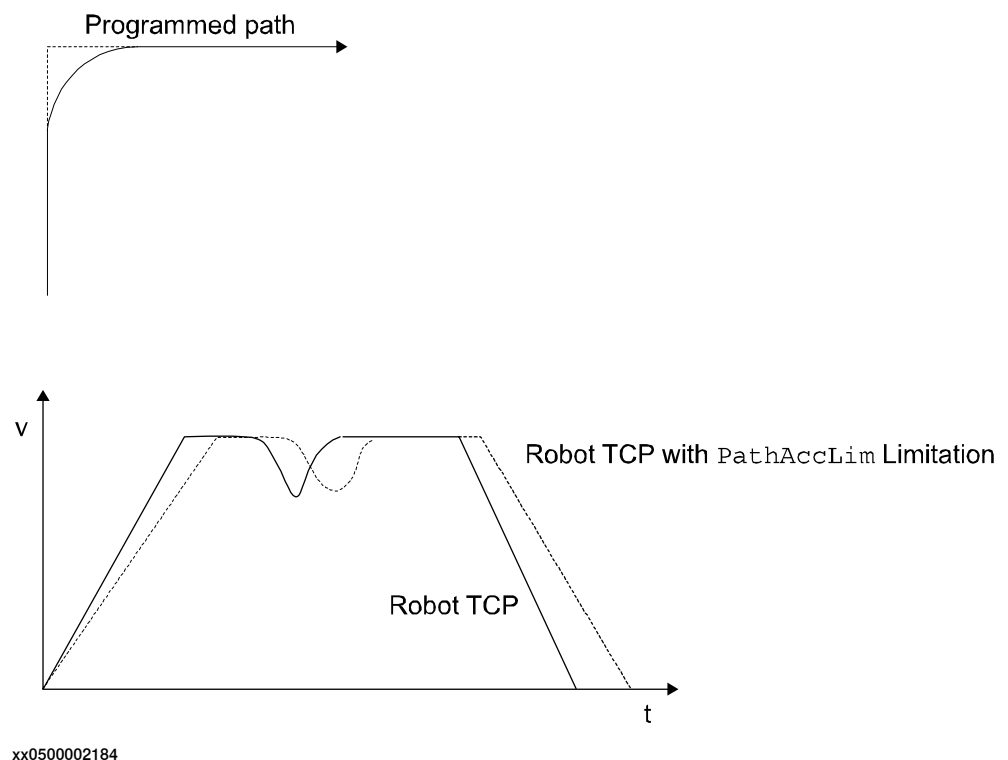 Programmed path
v
Robot TCP with PathAccLim Limitation
Robot TCP
t
xx0500002184